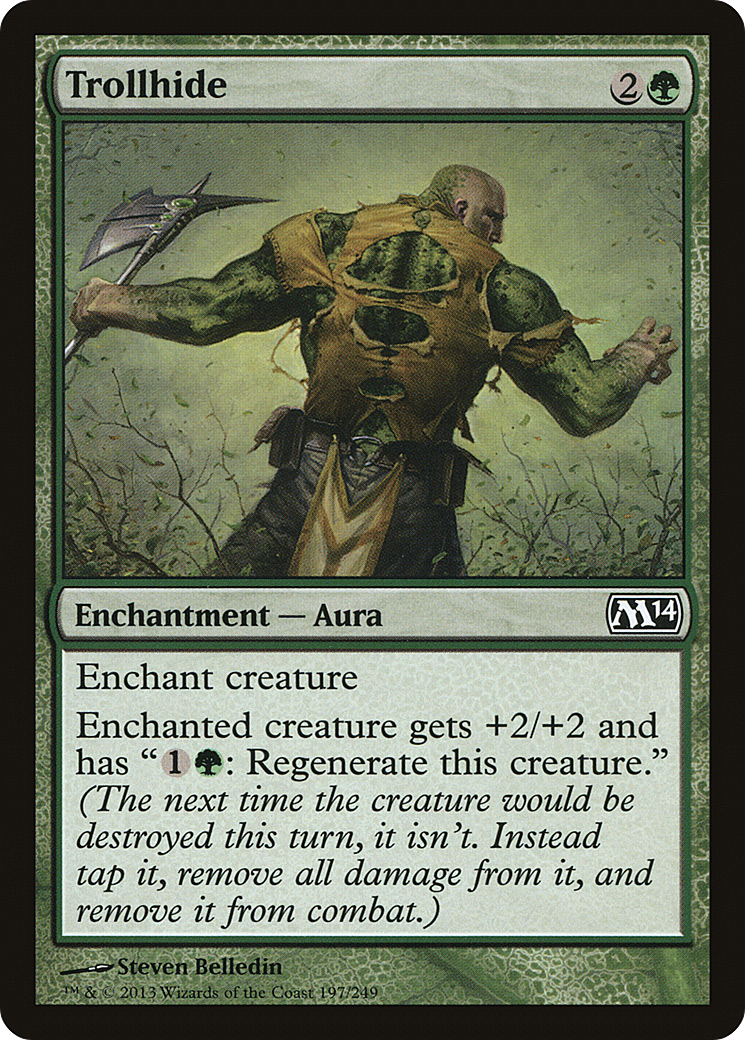 Trollhide 2
Enchantment — Aura M14
Enchant creature
Enchanted creature gets +2/+2 and
has “1 : Regenerate this creature.”
(The next time the creature would be
destroyed this turn, it isn’t. Instead
tap it, remove all damage from it, and
remove it from combat.)
Steven Belledin
™ & © 2013 Wizards of the Coast 197/249